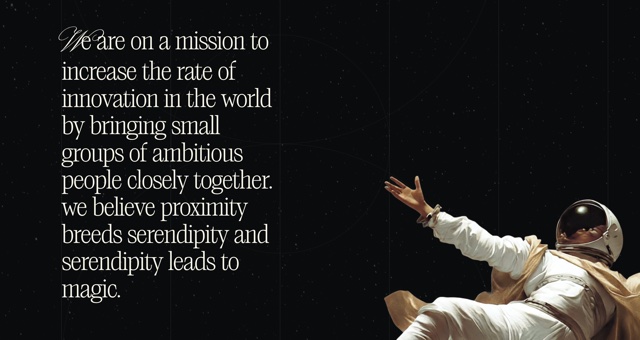 We are on a mission to
increase the rate of
innovation in the world
by bringing small
groups of ambitious
people closely together.
we believe proximity
breeds serendipity and
serendipity leads to
magic.